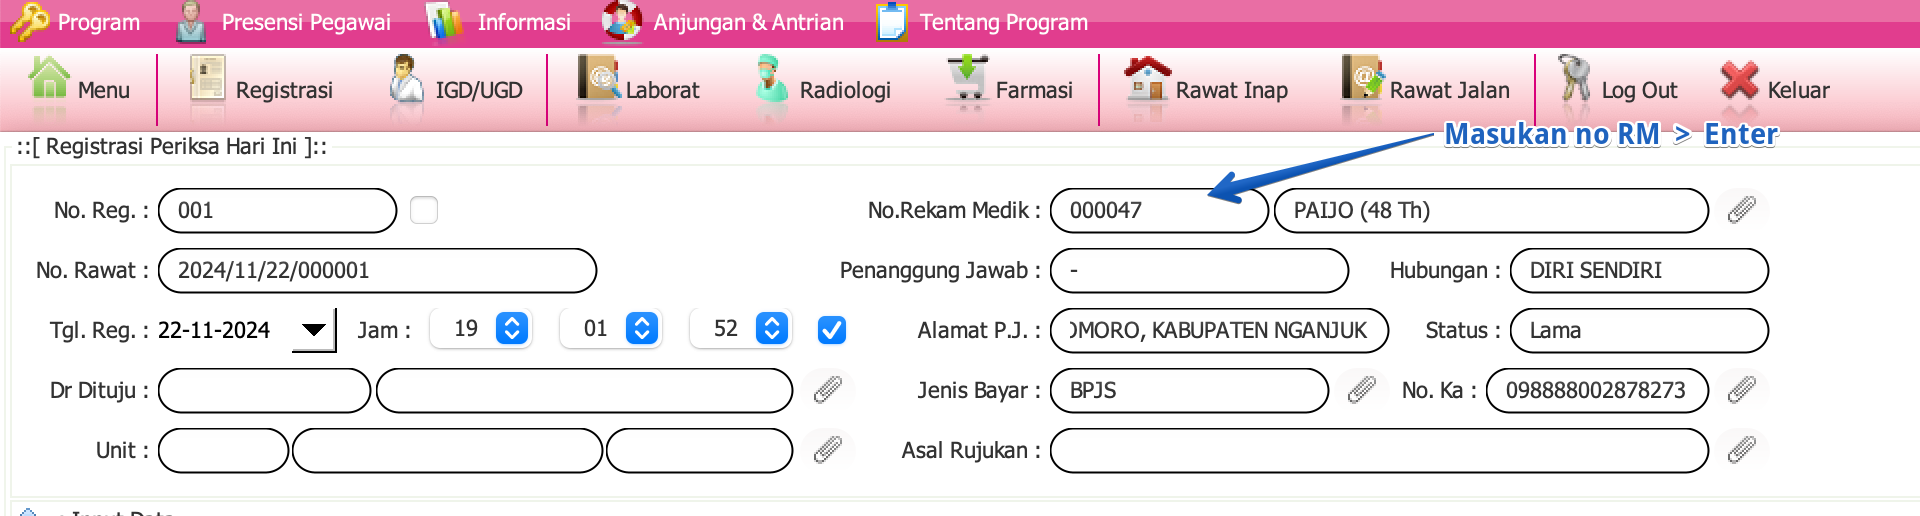 Program Presensi Pegawai Informasi Anjungan & Antrian Tentang Program
Menu Registrasi IGD/UGD Laborat Radiologi Farmasi Rawat Inap Rawat Jalan Log Out Keluar
Masukan no RM > Enter
::[ Registrasi Periksa Hari Ini ]::
No. Reg. : 001 No.Rekam Medik : 000047 PAIJO (48 Th)
No. Rawat : 2024/11/22/000001 Penanggung Jawab : - Hubungan : DIRI SENDIRI
Tgl. Reg. : 22-11-2024 Jam : 19 01 52 Alamat P.J. : OMORO, KABUPATEN NGANJUK Status : Lama
Dr Dituju : Jenis Bayar : BPJS No. Ka : 098888002878273
Unit : Asal Rujukan :